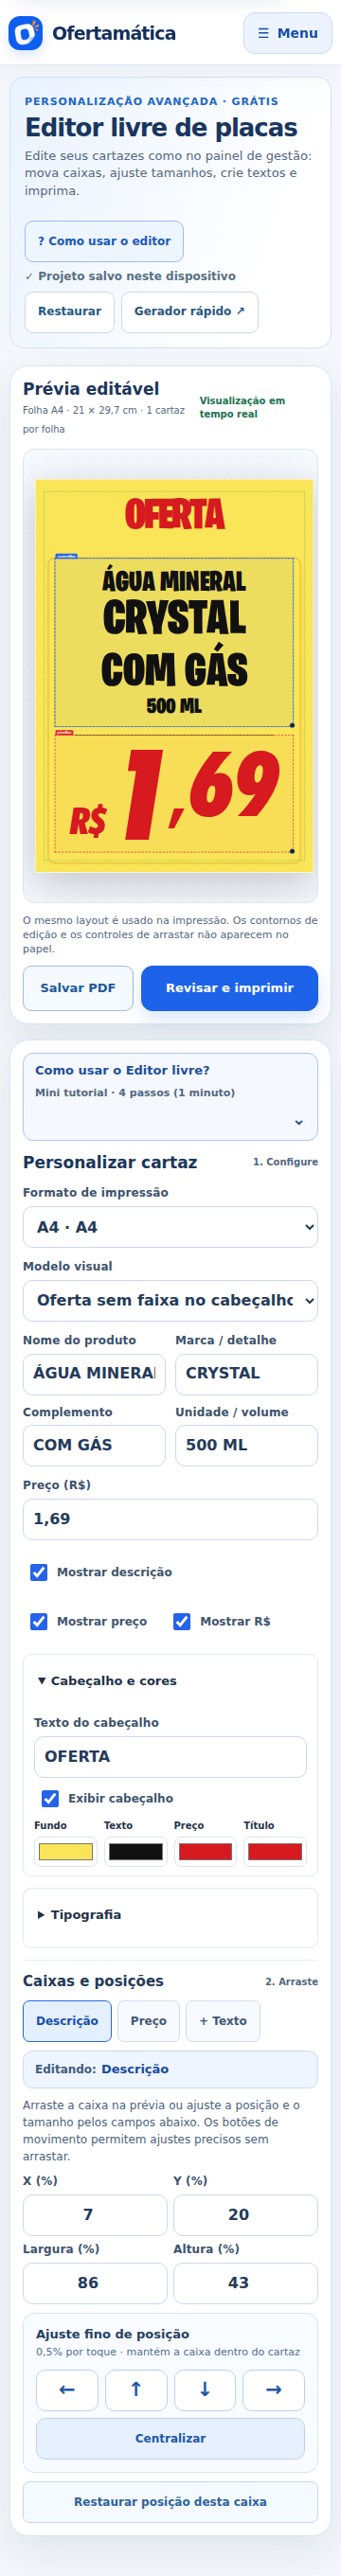 Ofertamática
☰ Menu
PERSONALIZAÇÃO AVANÇADA · GRÁTIS
Editor livre de placas
Edite seus cartazes como no painel de gestão:
mova caixas, ajuste tamanhos, crie textos e
imprima.
? Como usar o editor
✓ Projeto salvo neste dispositivo
Restaurar
Gerador rápido ↗
Prévia editável
Folha A4 · 21 × 29,7 cm · 1 cartaz
por folha
Visualização em
tempo real
OFERTA
ÁGUA MINERAL
CRYSTAL
COM GÁS
500 ML
R$ 1,69
O mesmo layout é usado na impressão. Os contornos de
edição e os controles de arrastar não aparecem no
papel.
Salvar PDF
Revisar e imprimir
Como usar o Editor livre?
Mini tutorial · 4 passos (1 minuto)
Personalizar cartaz
1. Configure
Formato de impressão
A4 · A4
Modelo visual
Oferta sem faixa no cabeçalho
Nome do produto
Marca / detalhe
ÁGUA MINERAL
CRYSTAL
Complemento
Unidade / volume
COM GÁS
500 ML
Preço (R$)
1,69
Mostrar descrição
Mostrar preço
Mostrar R$
▼ Cabeçalho e cores
Texto do cabeçalho
OFERTA
Exibir cabeçalho
Fundo
Texto
Preço
Título
▶ Tipografia
Caixas e posições
2. Arraste
Descrição
Preço
+ Texto
Editando: Descrição
Arraste a caixa na prévia ou ajuste a posição e o
tamanho pelos campos abaixo. Os botões de
movimento permitem ajustes precisos sem
arrastar.
X (%)
Y (%)
7
20
Largura (%)
Altura (%)
86
43
Ajuste fino de posição
0,5% por toque · mantém a caixa dentro do cartaz
← ↑ ↓ →
Centralizar
Restaurar posição desta caixa